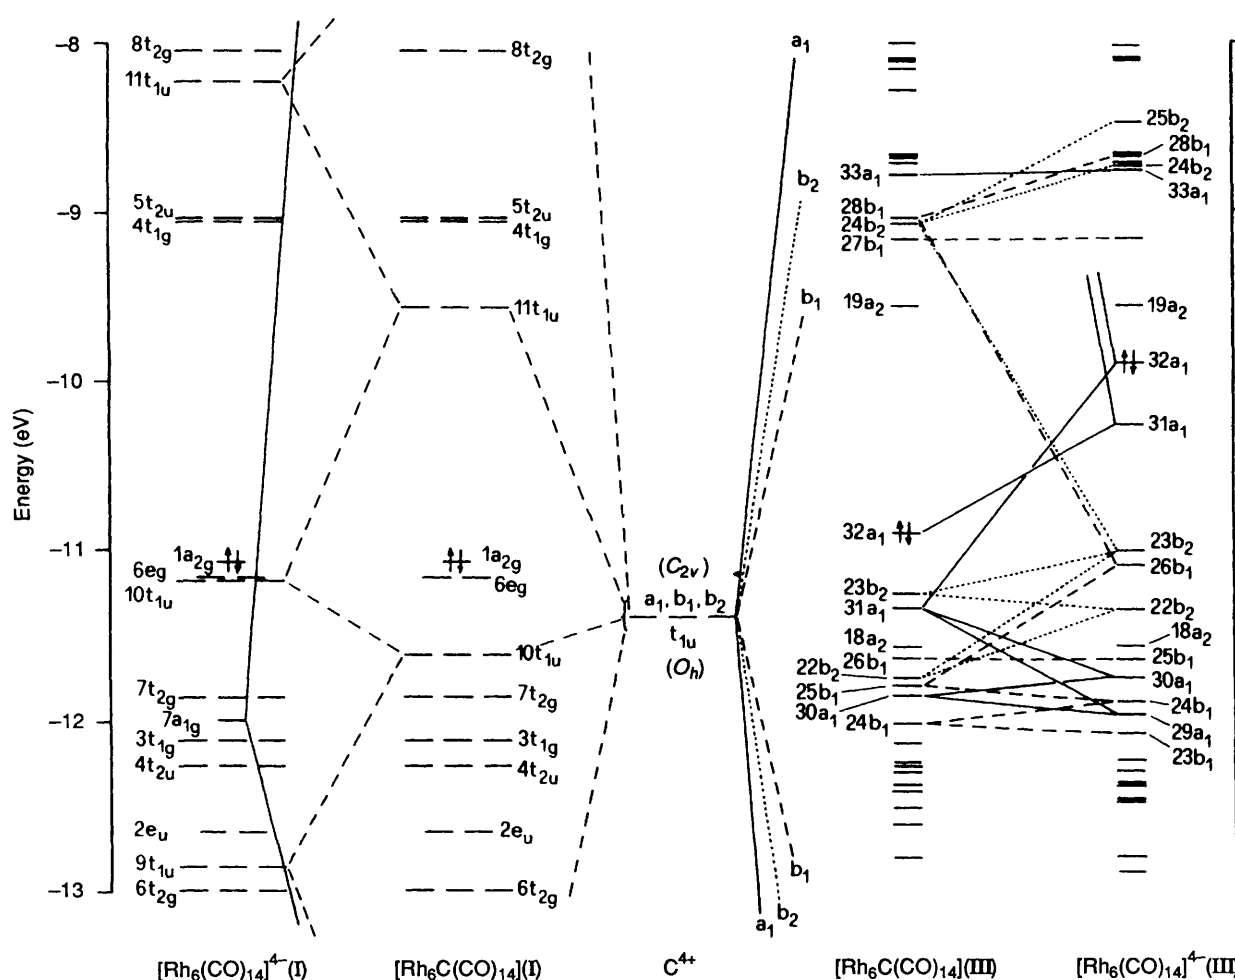 Energy (eV)
−8
−9
−10
−11
−12
−13
8t2g
11t1u
5t2u
4t1g
1a2g
6eg
10t1u
7t2g
7a1g
3t1g
4t2u
2eu
9t1u
6t2g
[Rh6(CO)14]4−(I)
8t2g
5t2u
4t1g
11t1u
1a2g
6eg
10t1u
7t2g
3t1g
4t2u
2eu
6t2g
[Rh6C(CO)14](I)
(C2v)
a1, b1, b2
t1u
(Oh)
C4+
a1
b2
b1
b1
b2
a1
33a1
28b1
24b2
27b1
19a2
32a1
23b2
31a1
18a2
26b1
22b2
25b1
30a1
24b1
[Rh6C(CO)14](III)
25b2
28b1
24b2
33a1
19a2
32a1
31a1
23b2
26b1
22b2
18a2
25b1
30a1
24b1
29a1
23b1
[Rh6(CO)14]4−(III)